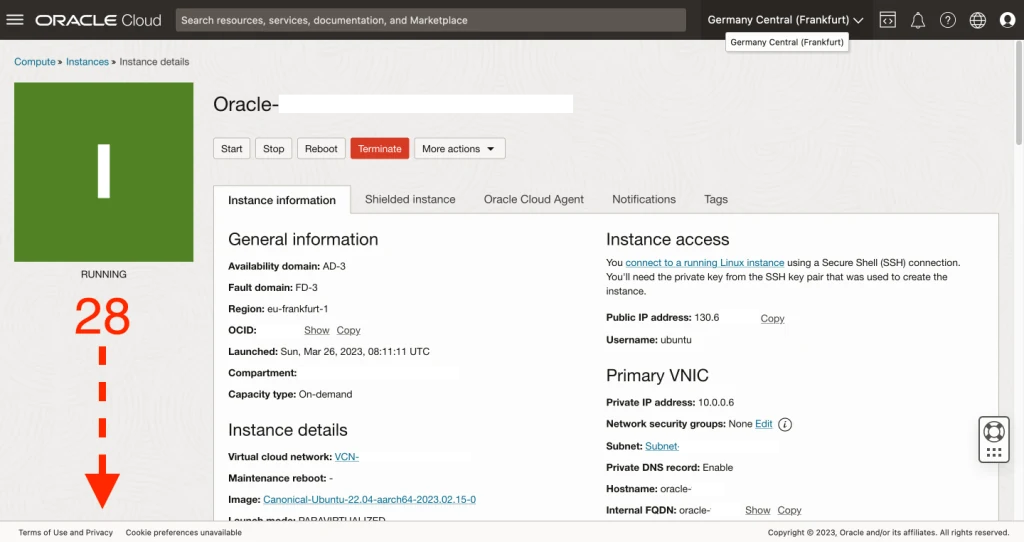 ORACLE Cloud
Search resources, services, documentation, and Marketplace
Germany Central (Frankfurt)
Germany Central (Frankfurt)
Compute » Instances » Instance details
I
RUNNING
28
Oracle-
Start
Stop
Reboot
Terminate
More actions
Instance information
Shielded instance
Oracle Cloud Agent
Notifications
Tags
General information
Availability domain: AD-3
Fault domain: FD-3
Region: eu-frankfurt-1
OCID: Show Copy
Launched: Sun, Mar 26, 2023, 08:11:11 UTC
Compartment:
Capacity type: On-demand
Instance details
Virtual cloud network: VCN-
Maintenance reboot: -
Image: Canonical-Ubuntu-22.04-aarch64-2023.02.15-0
Launch mode: PARAVIRTUALIZED
Instance access
You connect to a running Linux instance using a Secure Shell (SSH) connection.
You'll need the private key from the SSH key pair that was used to create the
instance.
Public IP address: 130.6 Copy
Username: ubuntu
Primary VNIC
Private IP address: 10.0.0.6
Network security groups: None Edit
Subnet: Subnet-
Private DNS record: Enable
Hostname: oracle-
Internal FQDN: oracle- Show Copy
Terms of Use and Privacy
Cookie preferences unavailable
Copyright © 2023, Oracle and/or its affiliates. All rights reserved.